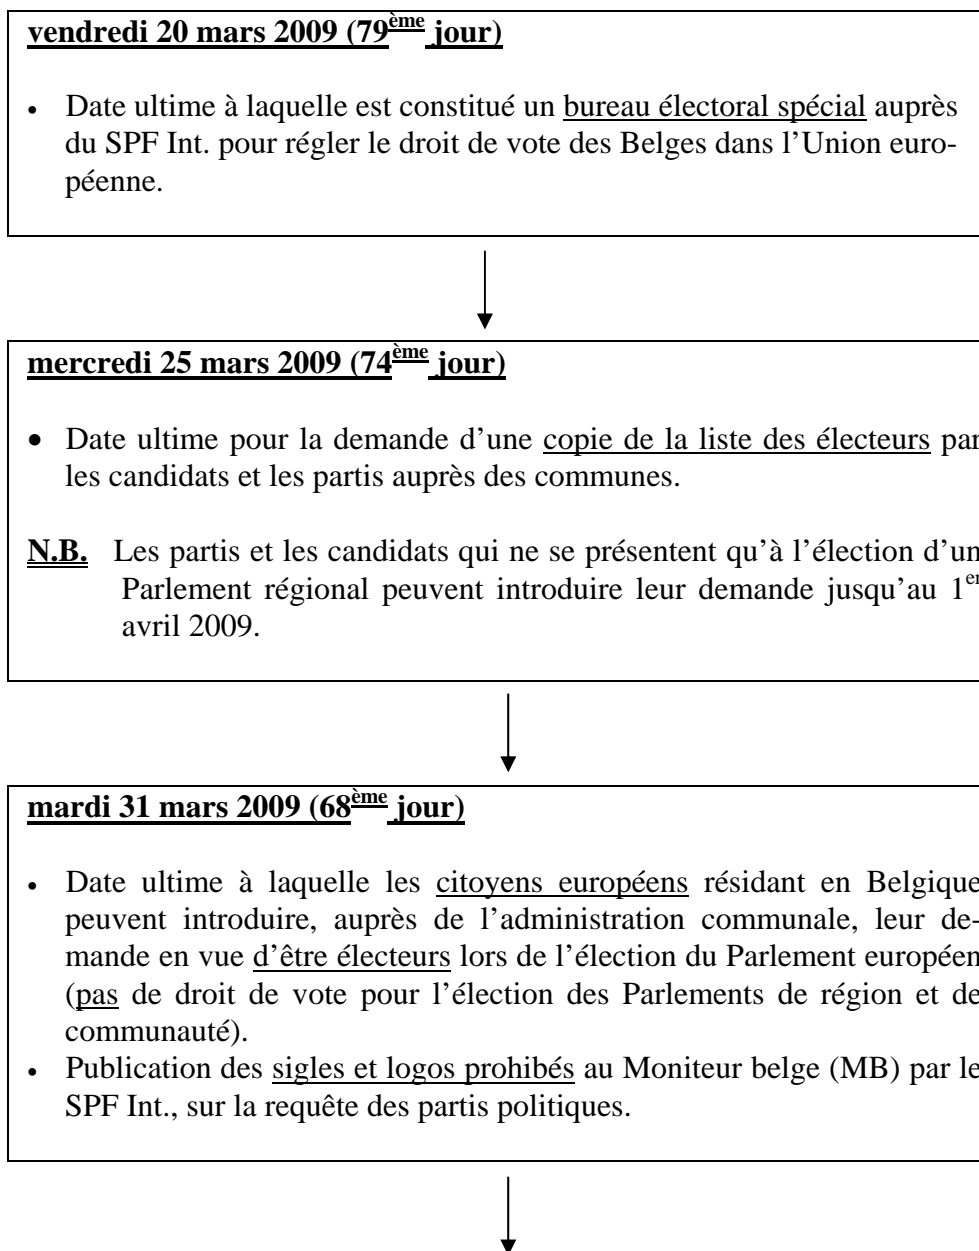 vendredi 20 mars 2009 (79ème jour)
• Date ultime à laquelle est constitué un bureau électoral spécial auprès
du SPF Int. pour régler le droit de vote des Belges dans l’Union euro-
péenne.
mercredi 25 mars 2009 (74ème jour)
• Date ultime pour la demande d’une copie de la liste des électeurs par
les candidats et les partis auprès des communes.
N.B. Les partis et les candidats qui ne se présentent qu’à l’élection d’un
Parlement régional peuvent introduire leur demande jusqu’au 1er
avril 2009.
mardi 31 mars 2009 (68ème jour)
• Date ultime à laquelle les citoyens européens résidant en Belgique
peuvent introduire, auprès de l’administration communale, leur de-
mande en vue d’être électeurs lors de l’élection du Parlement européen
(pas de droit de vote pour l’élection des Parlements de région et de
communauté).
• Publication des sigles et logos prohibés au Moniteur belge (MB) par le
SPF Int., sur la requête des partis politiques.